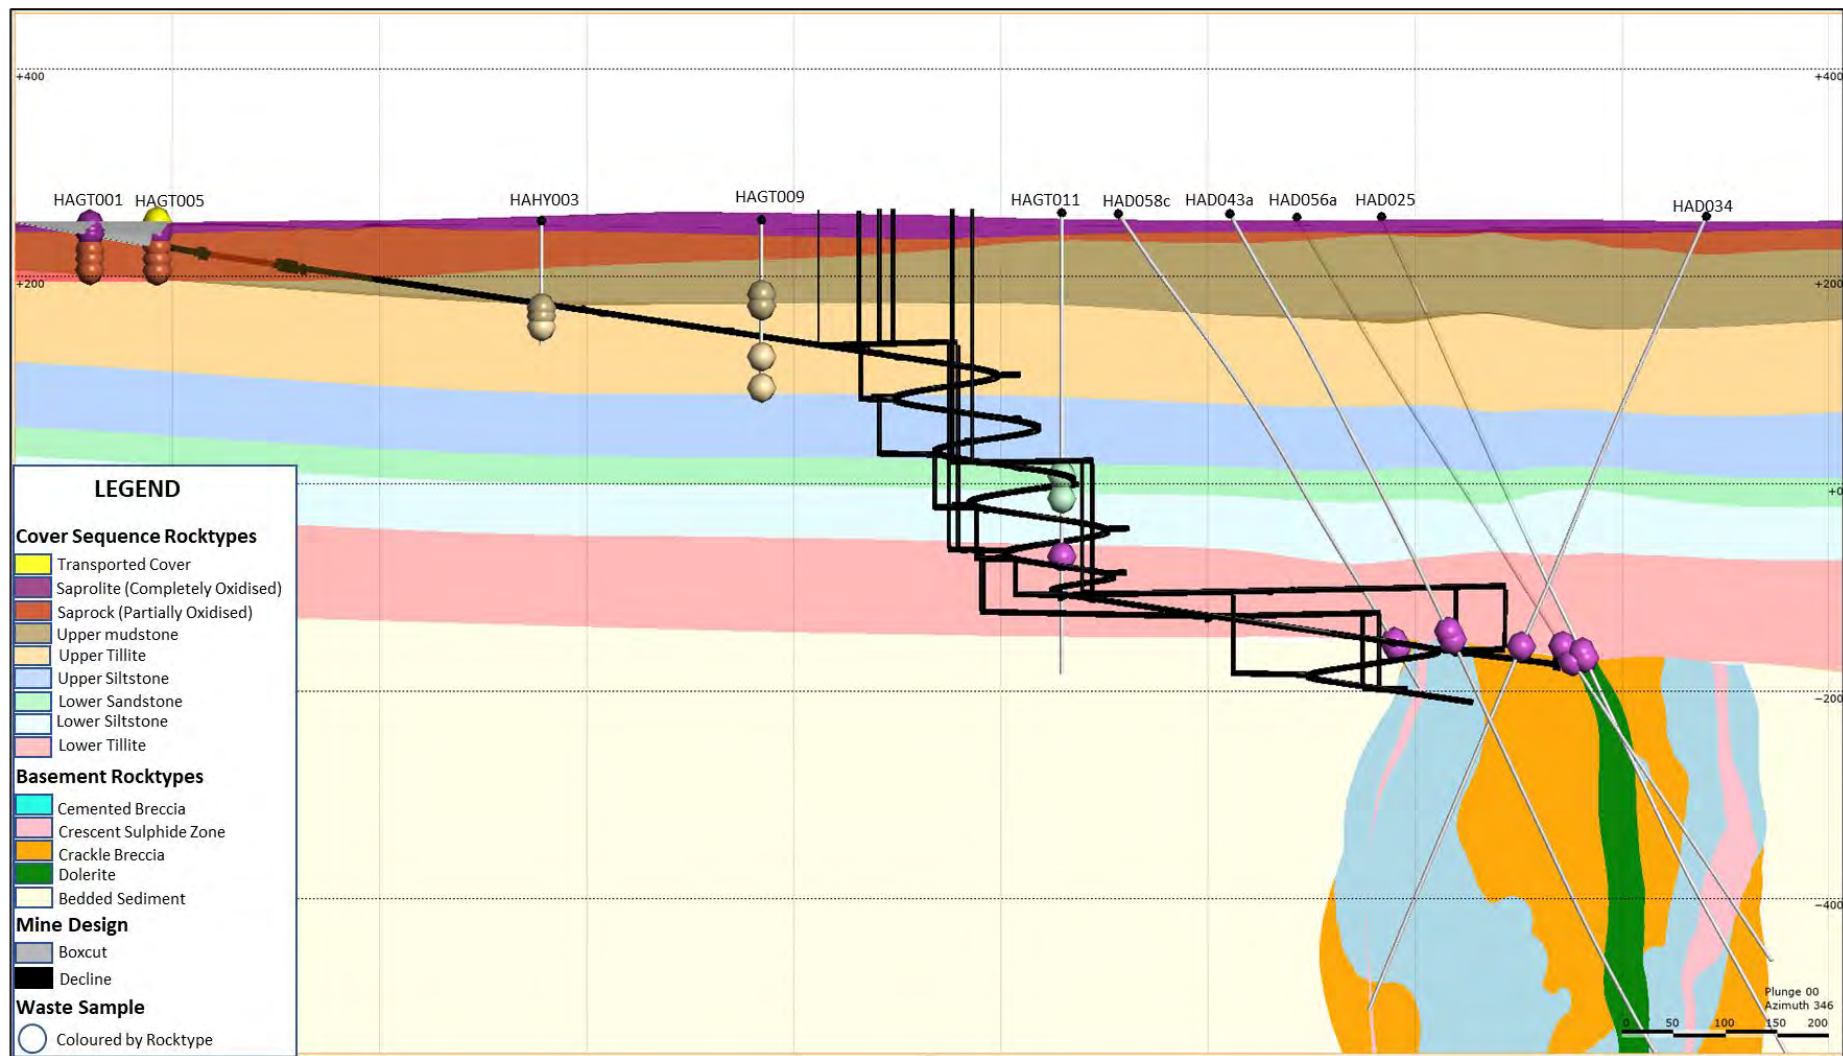 +400
+400
HAGT001
HAGT005
HAHY003
HAGT009
HAGT011
HAD058c
HAD043a
HAD056a
HAD025
HAD034
+200
+200
+0
-200
-400
LEGEND
Cover Sequence Rocktypes
Transported Cover
Saprolite (Completely Oxidised)
Saprock (Partially Oxidised)
Upper mudstone
Upper Tillite
Upper Siltstone
Lower Sandstone
Lower Siltstone
Lower Tillite
Basement Rocktypes
Cemented Breccia
Crescent Sulphide Zone
Crackle Breccia
Dolerite
Bedded Sediment
Mine Design
Boxcut
Decline
Waste Sample
Coloured by Rocktype
Plunge 00
Azimuth 346
0 50 100 150 200